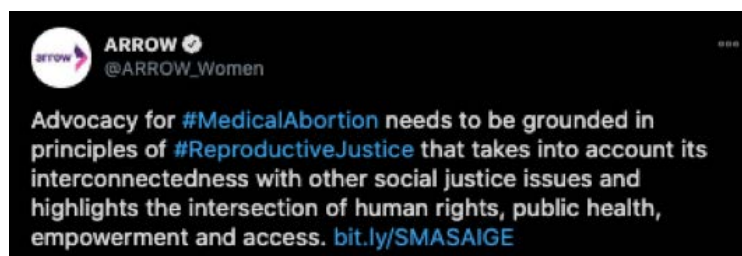 arrow
ARROW
@ARROW_Women
Advocacy for #MedicalAbortion needs to be grounded in
principles of #ReproductiveJustice that takes into account its
interconnectedness with other social justice issues and
highlights the intersection of human rights, public health,
empowerment and access. bit.ly/SMASAIGE